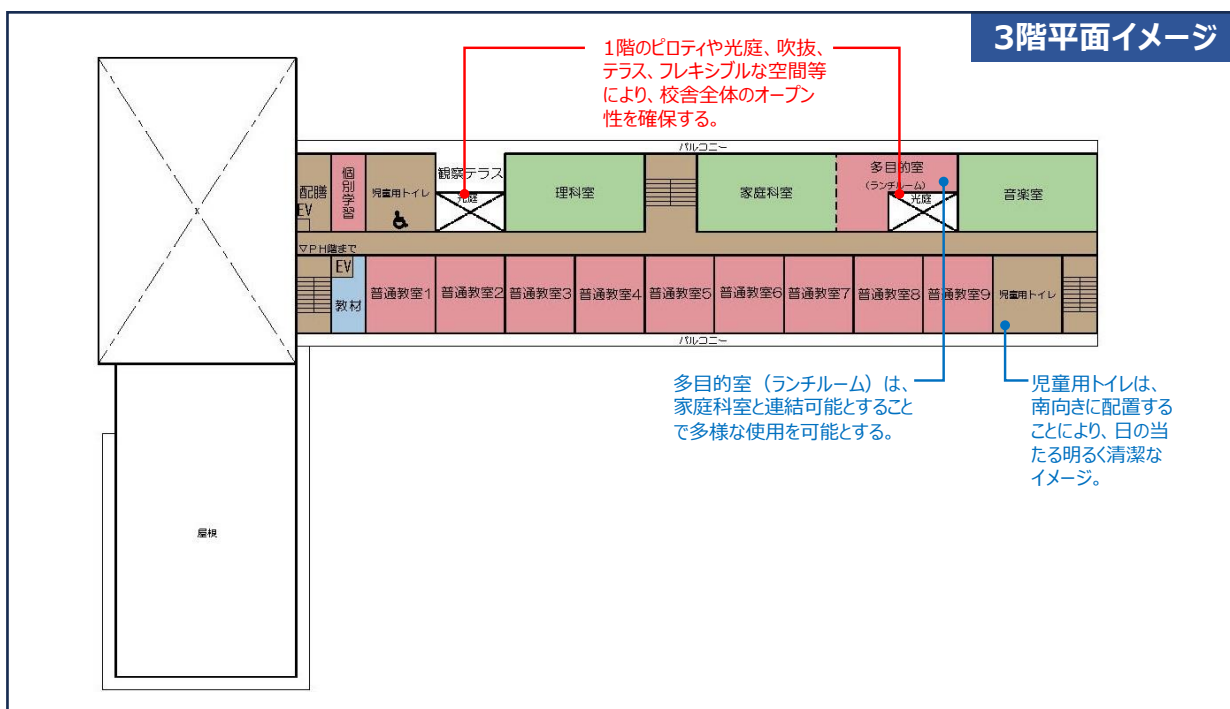 3階平面イメージ
1階のピロティや光庭、吹抜、
テラス、フレキシブルな空間等
により、校舎全体のオープン
性を確保する。
バルコニー
配膳
EV
個別学習
児童用トイレ
観察テラス
光庭
理科室
家庭科室
多目的室
(ランチルーム)
光庭
音楽室
▽PH階まで
EV
教材
普通教室1
普通教室2
普通教室3
普通教室4
普通教室5
普通教室6
普通教室7
普通教室8
普通教室9
児童用トイレ
バルコニー
多目的室（ランチルーム）は、
家庭科室と連結可能とすること
で多様な使用を可能とする。
児童用トイレは、
南向きに配置する
ことにより、日の当
たる明るく清潔な
イメージ。
屋根